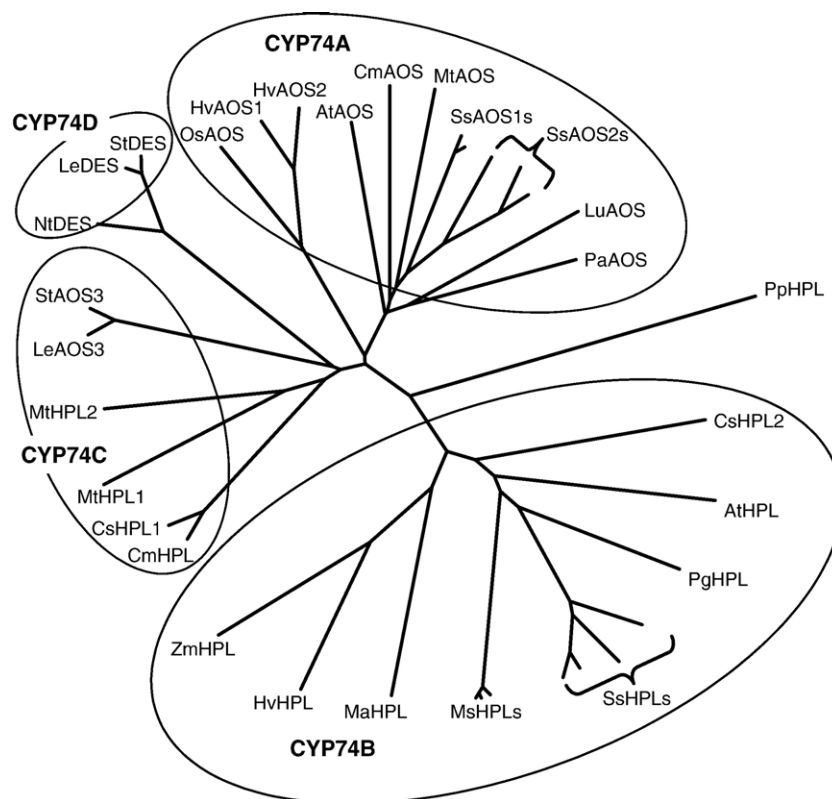 CYP74A
CmAOS
MtAOS
HvAOS2
HvAOS1
AtAOS
SsAOS1s
SsAOS2s
OsAOS
CYP74D
StDES
LeDES
NtDES
LuAOS
PaAOS
PpHPL
StAOS3
LeAOS3
MtHPL2
CYP74C
MtHPL1
CsHPL1
CmHPL
CsHPL2
AtHPL
PgHPL
ZmHPL
HvHPL
MaHPL
MsHPLs
SsHPLs
CYP74B